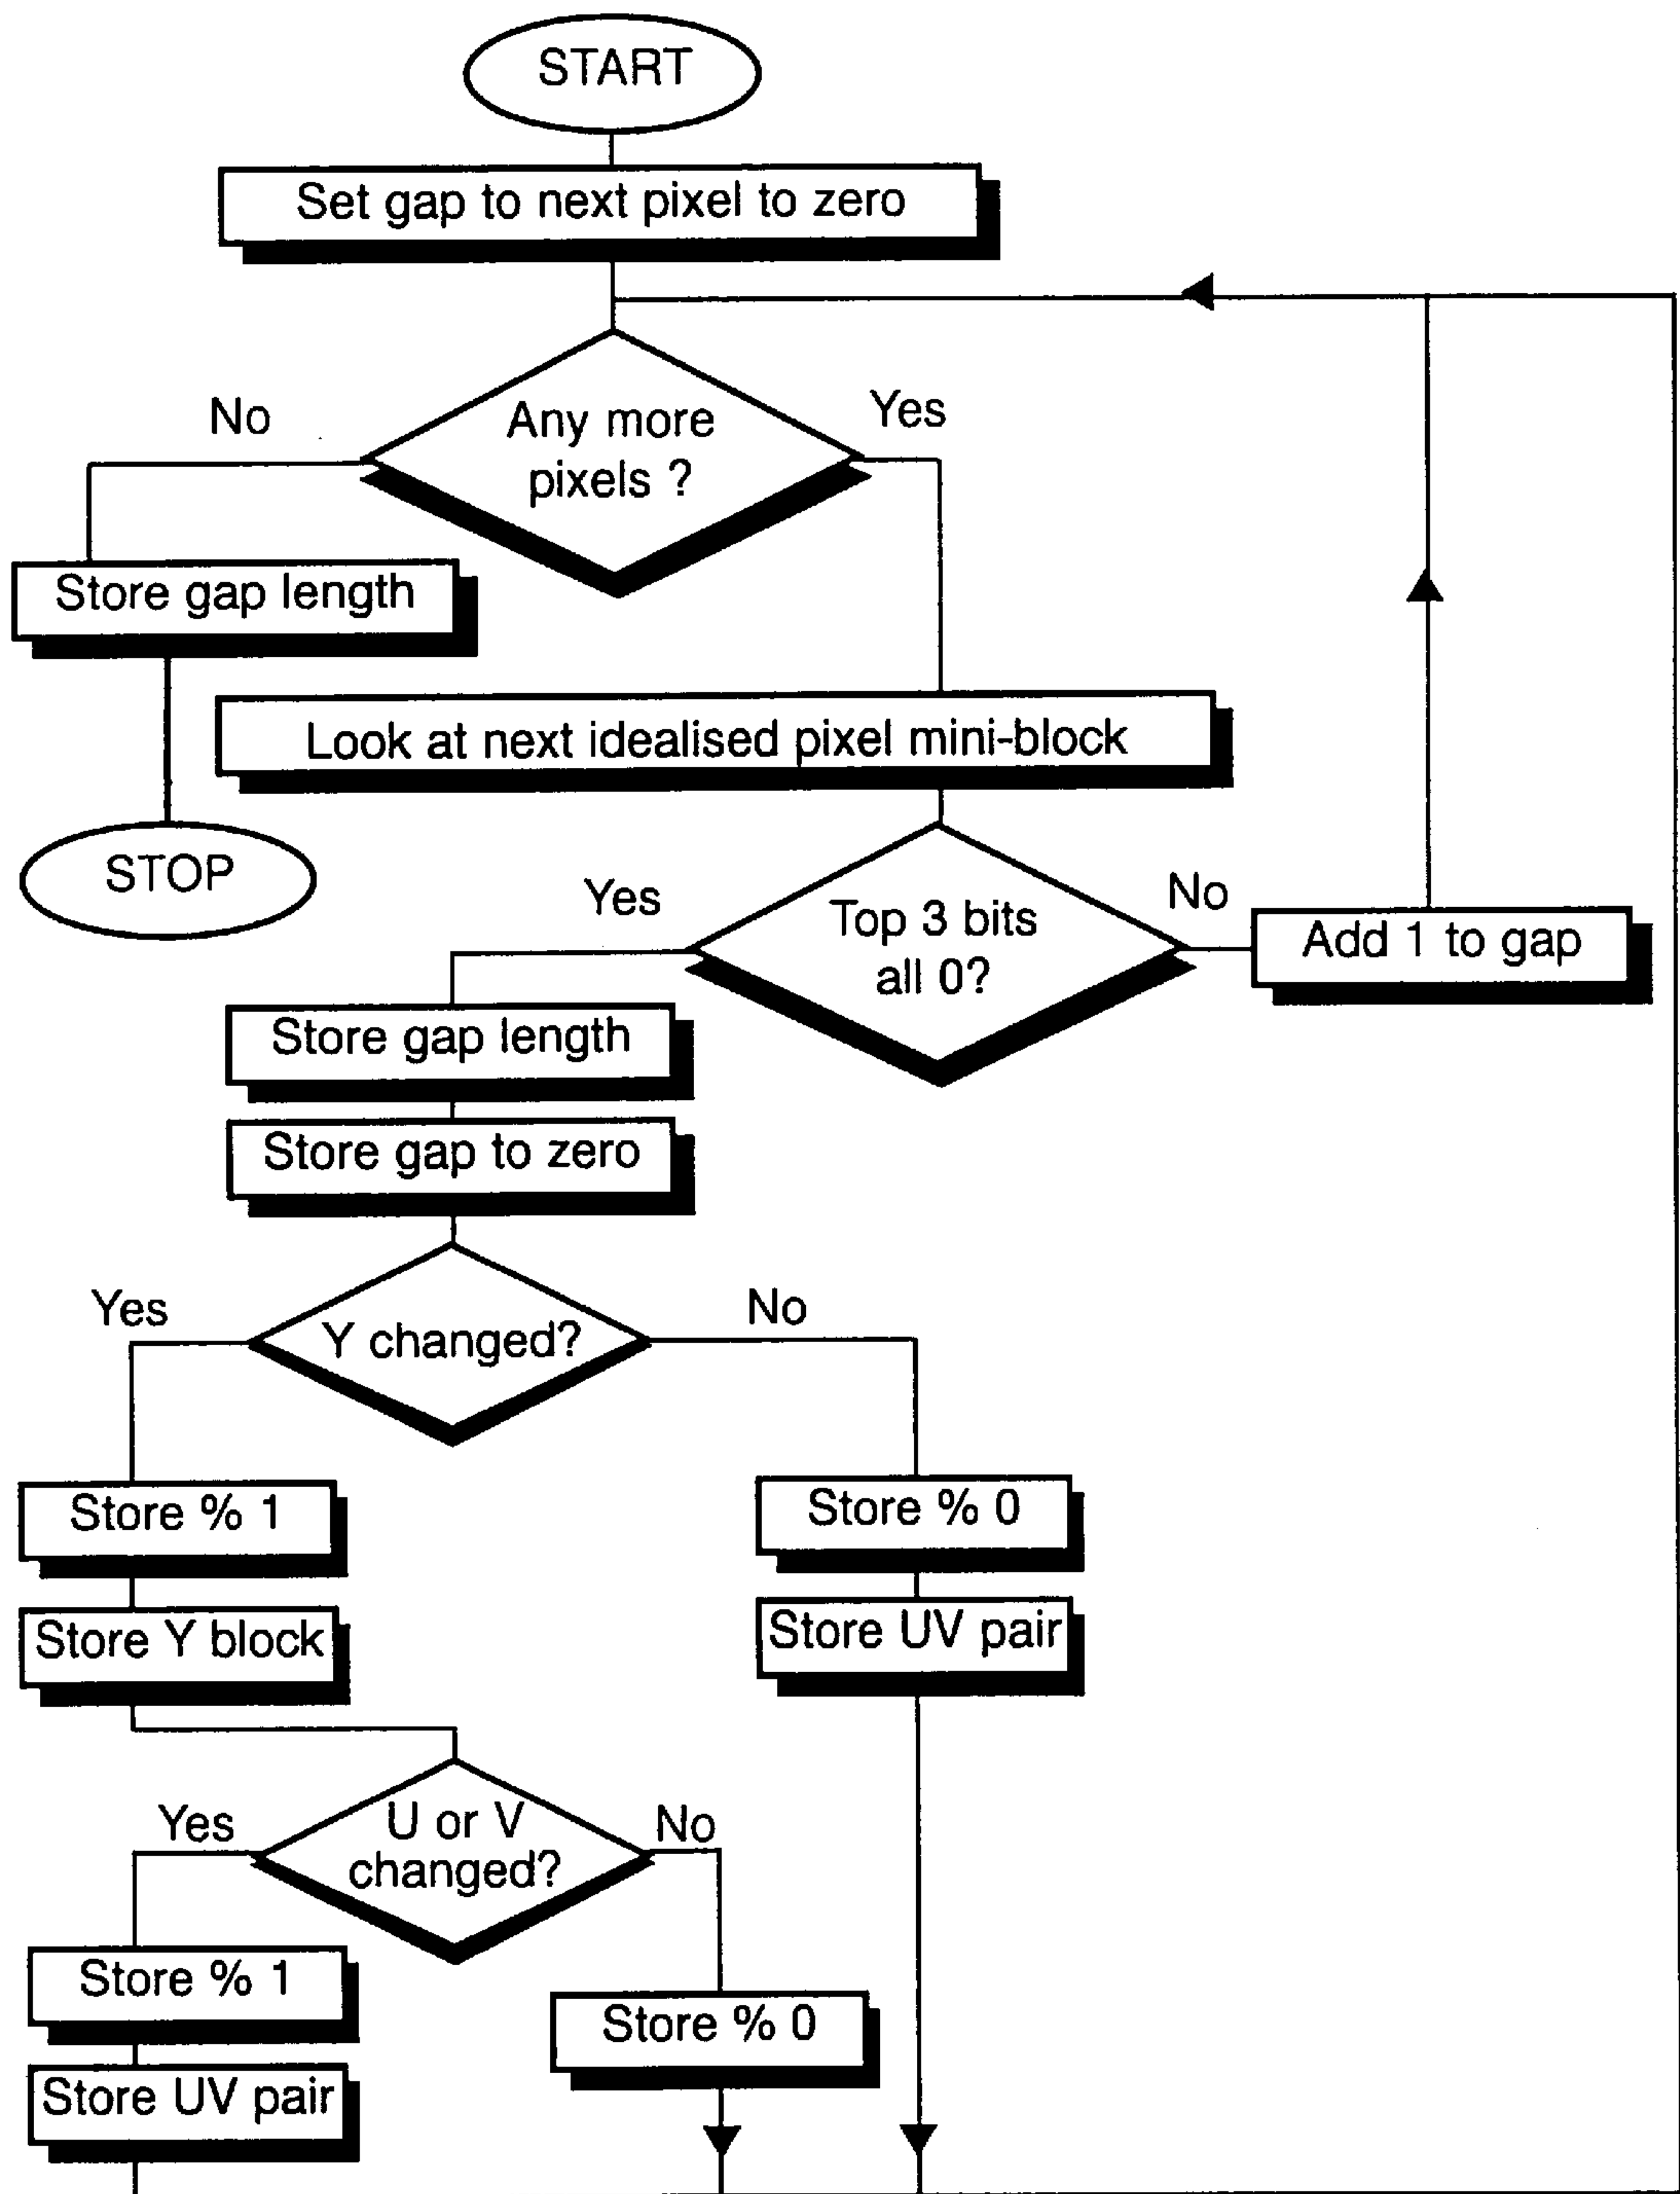 START
Set gap to next pixel to zero
No
Any more
pixels ?
Yes
Store gap length
Look at next idealised pixel mini-block
STOP
Yes
Top 3 bits
all 0?
No
Add 1 to gap
Store gap length
Store gap to zero
Yes
Y changed?
No
Store % 1
Store % 0
Store Y block
Store UV pair
Yes
U or V
changed?
No
Store % 1
Store % 0
Store UV pair